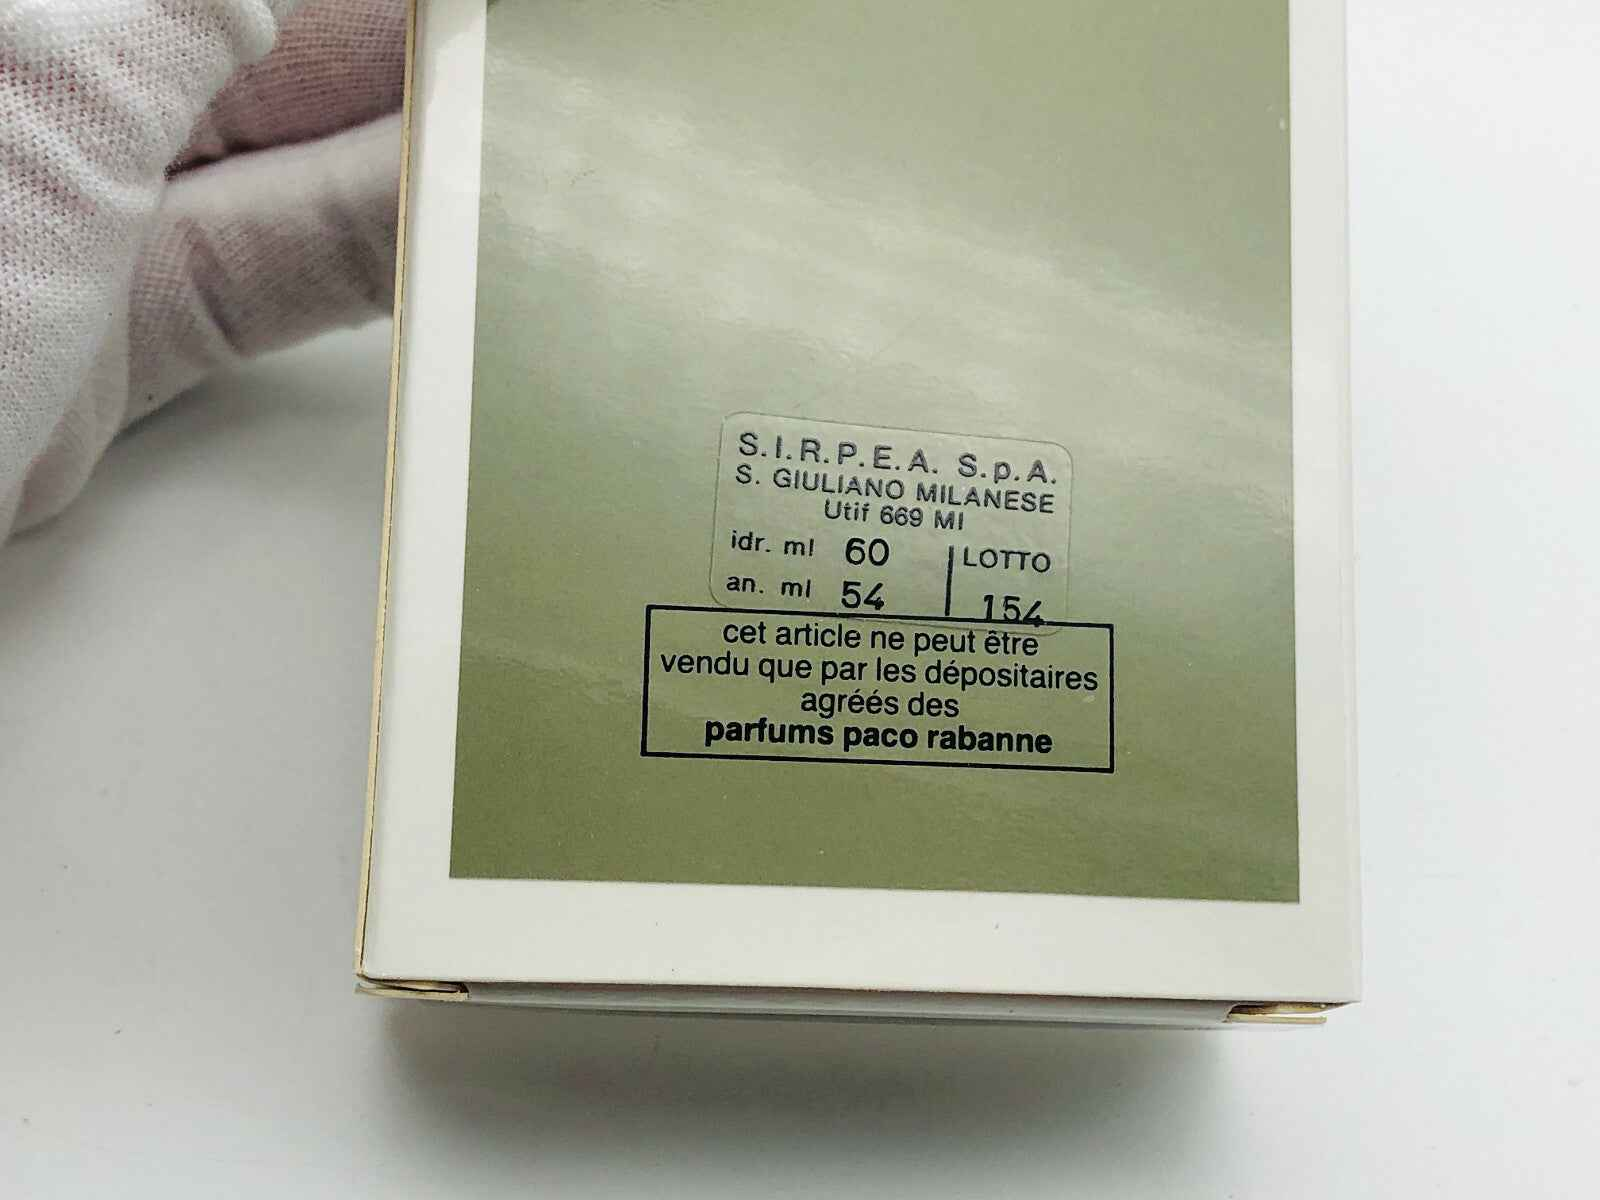 S.I.R.P.E.A. S.p.A.
S. GIULIANO MILANESE
Utif 669 MI
idr. ml 60
an. ml 54
LOTTO
154
cet article ne peut être
vendu que par les dépositaires
agréés des
parfums paco rabanne